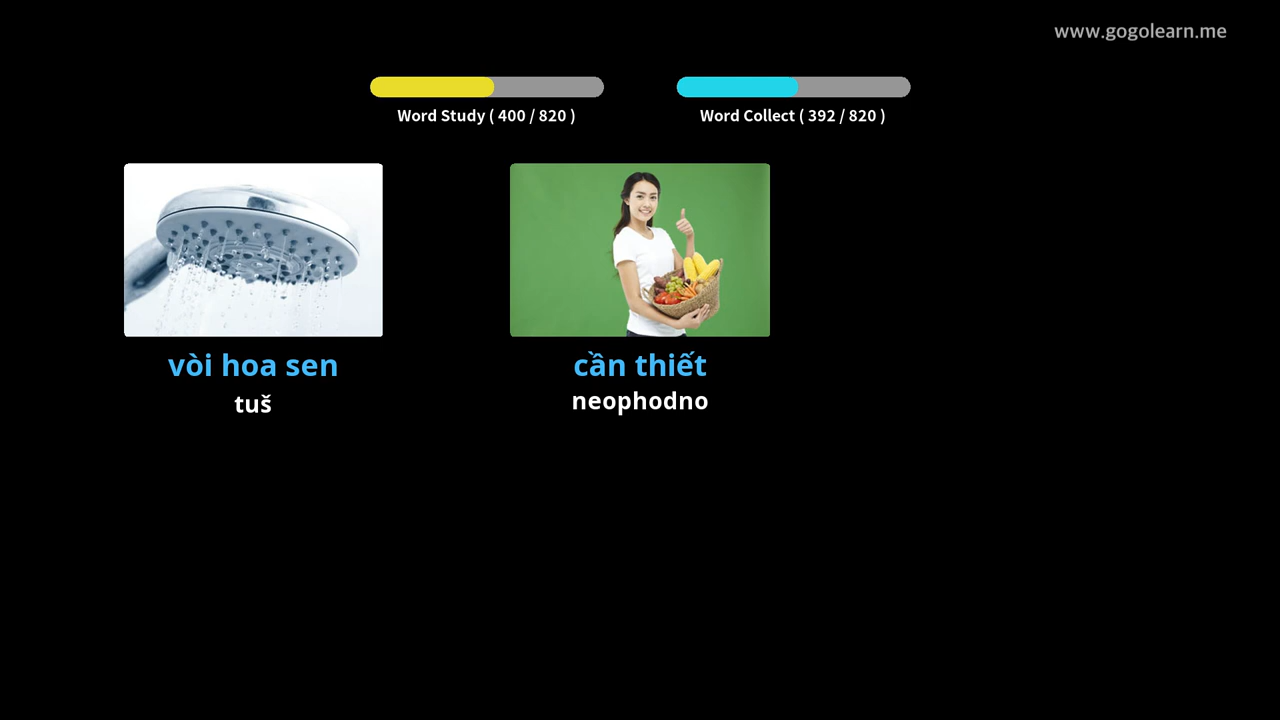 www.gogolearn.me
Word Study ( 400 / 820 )
Word Collect ( 392 / 820 )
vòi hoa sen
tuš
cần thiết
neophodno